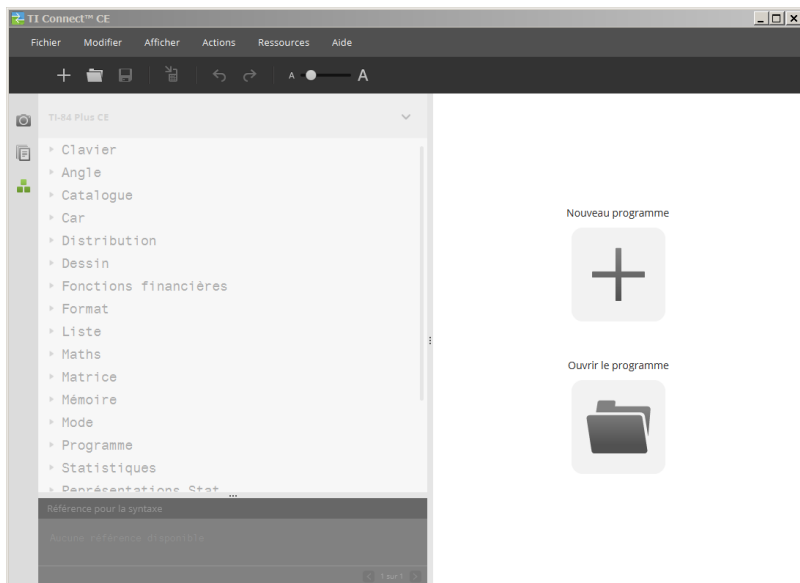 TI Connect™ CE
Fichier Modifier Afficher Actions Ressources Aide
A A
TI-84 Plus CE
Clavier
Angle
Catalogue
Car
Distribution
Dessin
Fonctions financières
Format
Liste
Maths
Matrice
Mémoire
Mode
Programme
Statistiques
Représentations Stat
Référence pour la syntaxe
Aucune référence disponible
1 sur 1
Nouveau programme
Ouvrir le programme